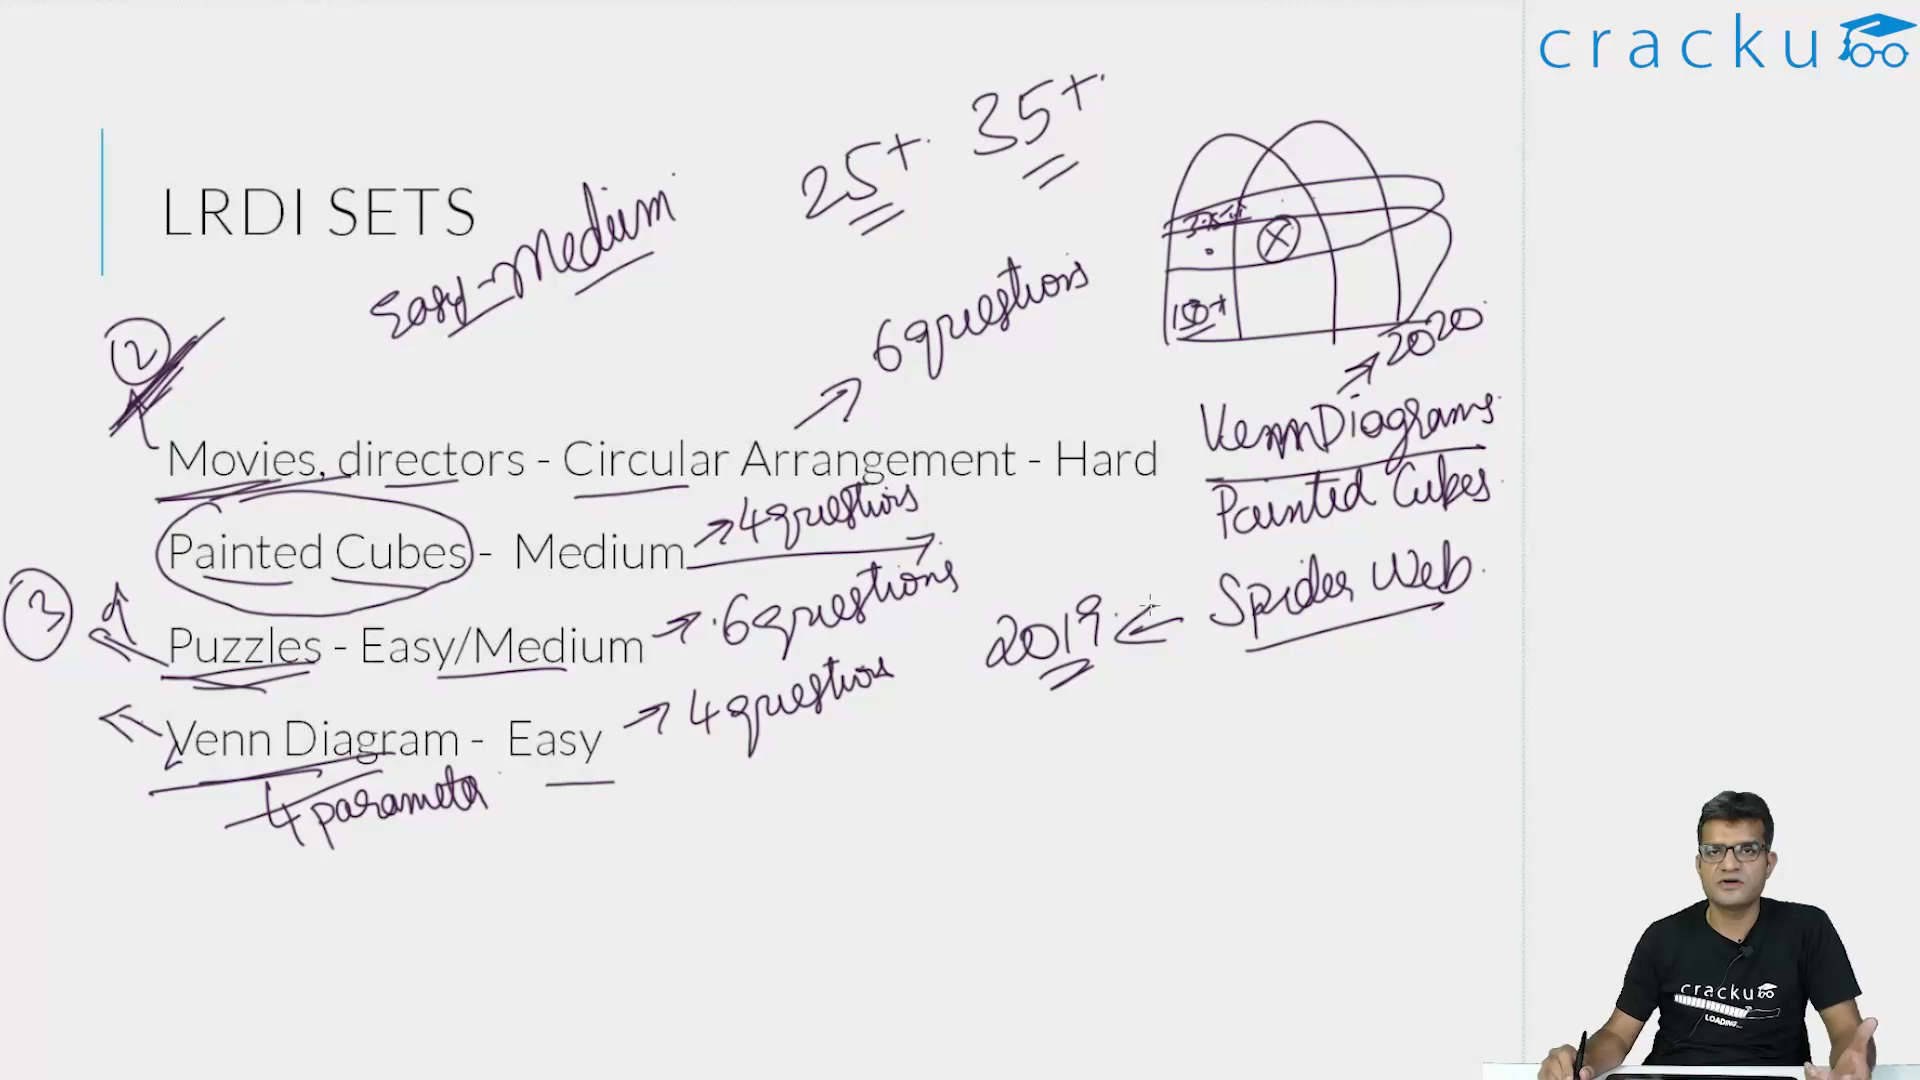 cracku
35+
25+
LRDI SETS
Easy-Medium
6 questions
100+
2
2020
Venn Diagrams
Movies, directors - Circular Arrangement - Hard
Painted Cubes
4 questions
Painted Cubes - Medium
Spider Web
6 questions
2019
3
Puzzles - Easy/Medium
4 questions
Venn Diagram - Easy
4 parameter
cracku
LOADING...